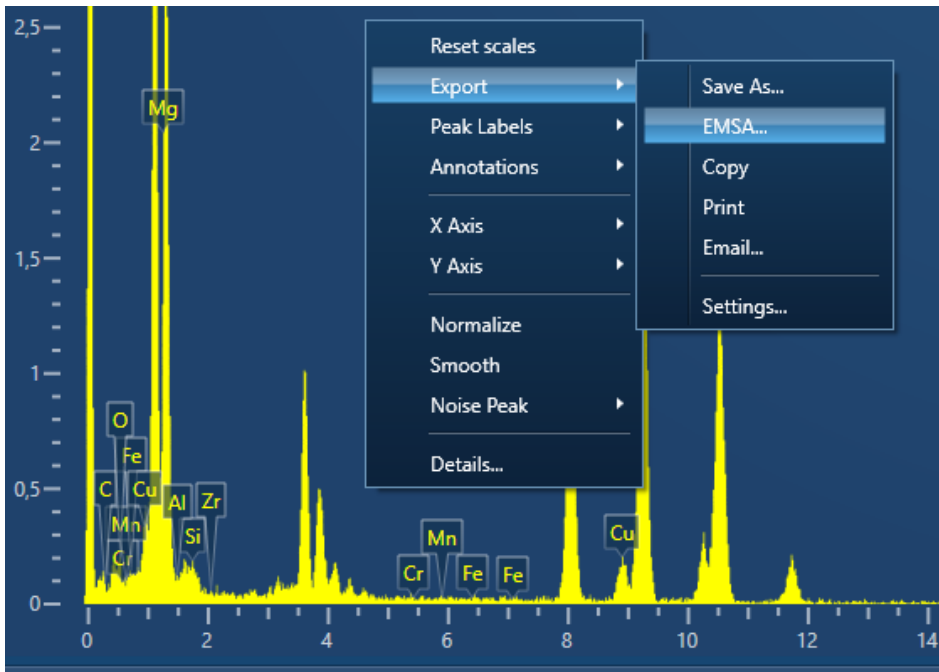 2,5
2
1,5
1
0,5
0
Mg
O
Fe
C
Cu
Al
Zr
Mn
Si
Cr
Cr
Mn
Fe
Fe
Cu
0 2 4 6 8 10 12 14
Reset scales
Export
Peak Labels
Annotations
X Axis
Y Axis
Normalize
Smooth
Noise Peak
Details...
Save As...
EMSA...
Copy
Print
Email...
Settings...